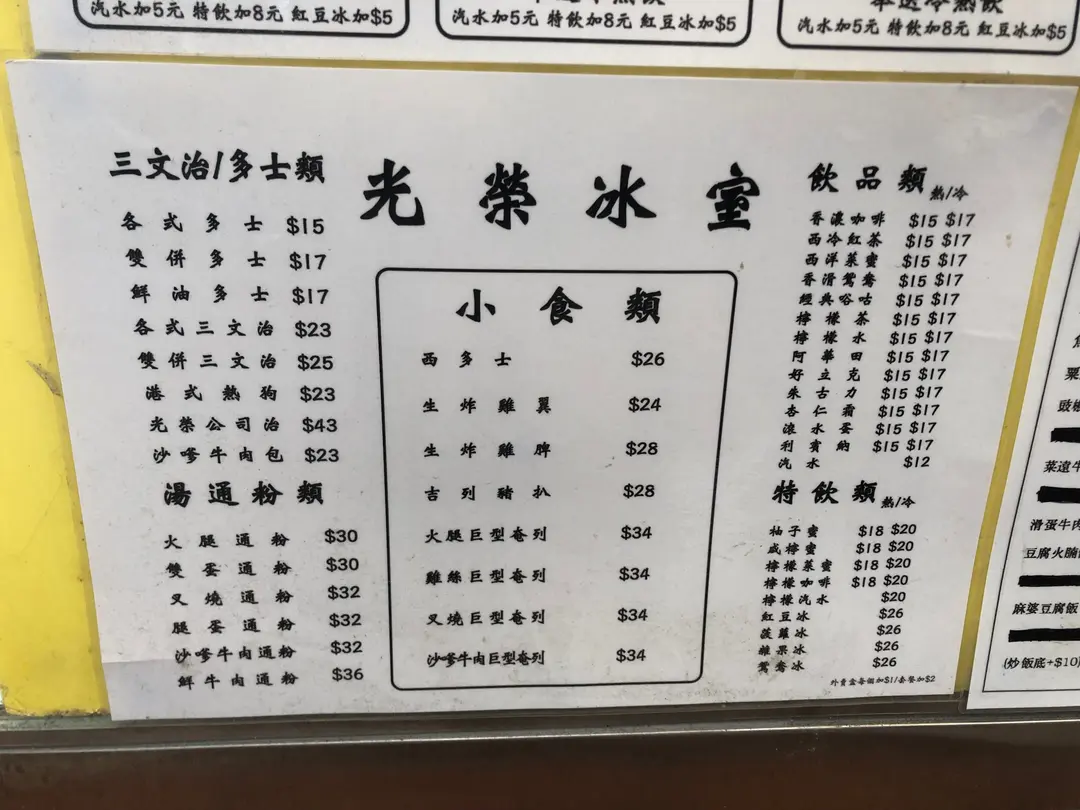 汽水加5元 特飲加8元 紅豆冰加$5
汽水加5元 特飲加8元 紅豆冰加$5
汽水加5元 特飲加8元 紅豆冰加$5
光榮冰室
三文治/多士類
各式多士 $15
雙併多士 $17
鮮油多士 $17
各式三文治 $23
雙併三文治 $25
港式熱狗 $23
光榮公司治 $43
沙嗲牛肉包 $23
湯通粉類
火腿通粉 $30
雙蛋通粉 $30
叉燒通粉 $32
腿蛋通粉 $32
沙嗲牛肉通粉 $32
鮮牛肉通粉 $36
小食類
西多士 $26
生炸雞翼 $24
生炸雞脾 $28
吉列豬扒 $28
火腿巨型奄列 $34
雞絲巨型奄列 $34
叉燒巨型奄列 $34
沙嗲牛肉巨型奄列 $34
飲品類 熱/冷
香濃咖啡 $15 $17
西冷紅茶 $15 $17
西洋菜蜜 $15 $17
香滑鴛鴦 $15 $17
經典唂咕 $15 $17
檸檬茶 $15 $17
檸檬水 $15 $17
阿華田 $15 $17
好立克 $15 $17
朱古力 $15 $17
杏仁霜 $15 $17
滾水蛋 $15 $17
利賓納 $15 $17
汽水 $12
特飲類 熱/冷
柚子蜜 $18 $20
咸檸蜜 $18 $20
檸檬菜蜜 $18 $20
檸檬咖啡 $18 $20
檸檬汽水 $20
紅豆冰 $26
菠蘿冰 $26
雜果冰 $26
鴛鴦冰 $26
外賣盒每個加$1/套餐加$2
粟
豉椒
菜遠牛
滑蛋牛肉
豆腐火腩
麻婆豆腐飯
(炒飯底+$10)